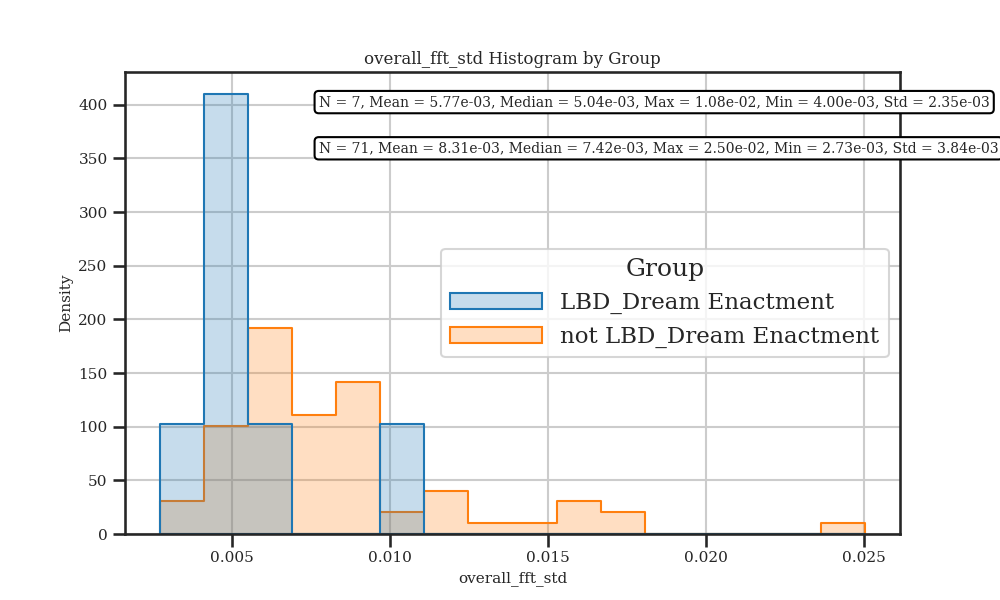 overall_fft_std Histogram by Group
N = 7, Mean = 5.77e-03, Median = 5.04e-03, Max = 1.08e-02, Min = 4.00e-03, Std = 2.35e-03
N = 71, Mean = 8.31e-03, Median = 7.42e-03, Max = 2.50e-02, Min = 2.73e-03, Std = 3.84e-03
Group
LBD_Dream Enactment
not LBD_Dream Enactment
Density
400
350
300
250
200
150
100
50
0
0.005
0.010
0.015
0.020
0.025
overall_fft_std